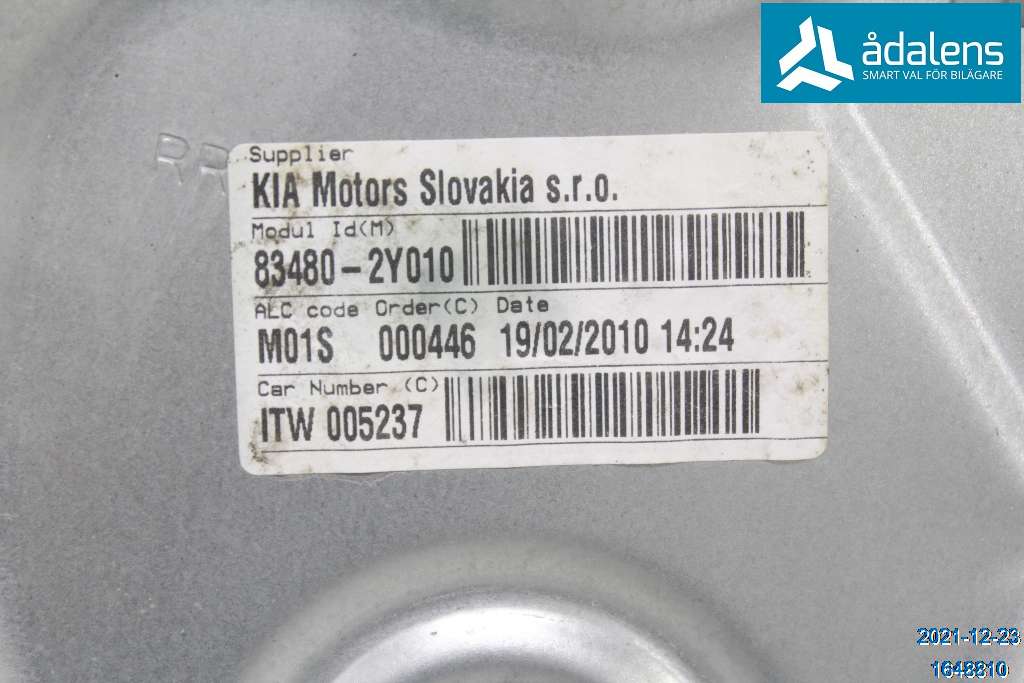 ådalens
SMART VAL FÖR BILÄGARE
RR
Supplier
KIA Motors Slovakia s.r.o.
Modul Id(M)
83480-2Y010
ALC code Order(C) Date
M01S 000446 19/02/2010 14:24
Car Number (C)
ITW 005237
2021-12-23
1648810